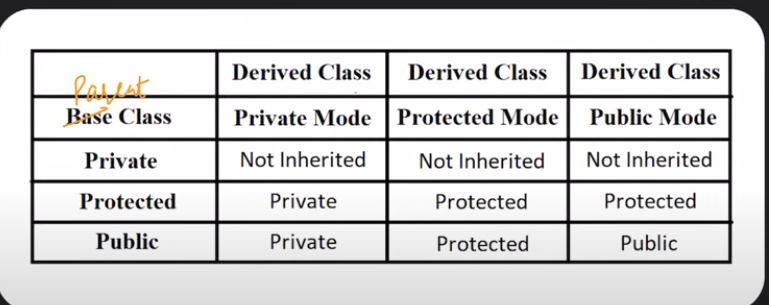 Derived Class Derived Class Derived Class
Parent
Base Class Private Mode Protected Mode Public Mode
Private Not Inherited Not Inherited Not Inherited
Protected Private Protected Protected
Public Private Protected Public